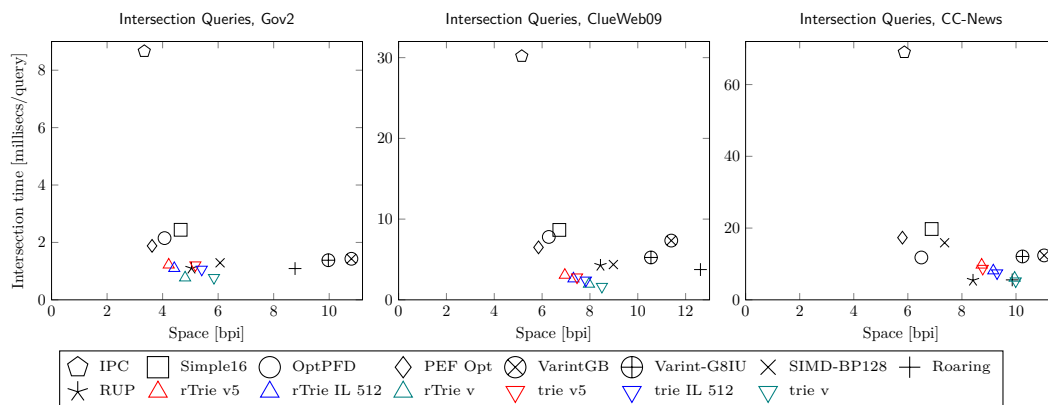 Intersection Queries, Gov2
Intersection Queries, ClueWeb09
Intersection Queries, CC-News
Intersection time [millisecs/query]
8
6
4
2
0
0 2 4 6 8 10
Space [bpi]
30
20
10
0
0 2 4 6 8 10 12
Space [bpi]
60
40
20
0
0 2 4 6 8 10
Space [bpi]
IPC Simple16 OptPFD PEF Opt VarintGB Varint-G8IU SIMD-BP128 Roaring
RUP rTrie v5 rTrie IL 512 rTrie v trie v5 trie IL 512 trie v